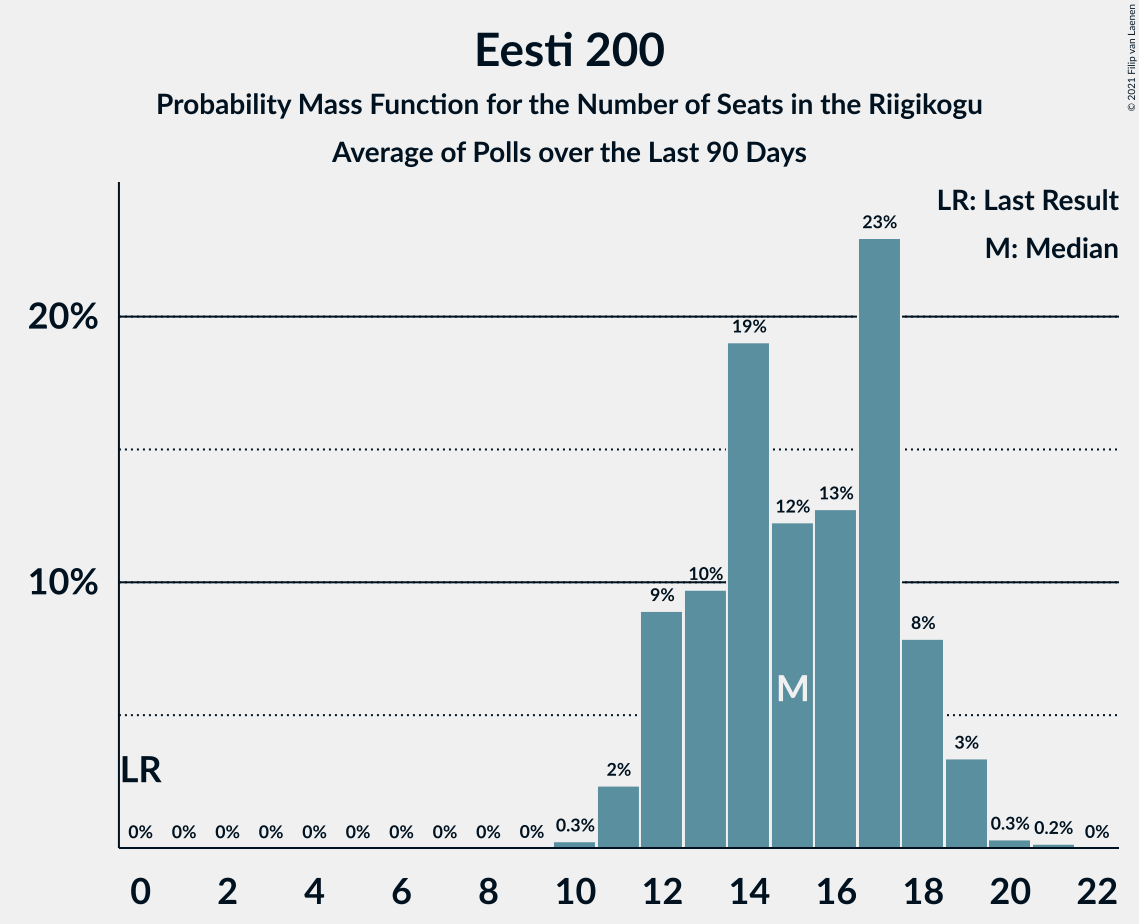 Eesti 200
Probability Mass Function for the Number of Seats in the Riigikogu
Average of Polls over the Last 90 Days
© 2021 Filip van Laenen
LR: Last Result
M: Median
20%
10%
0% 0% 0% 0% 0% 0% 0% 0% 0% 0% 0.3% 2% 9% 10% 19% 12% 13% 23% 8% 3% 0.3% 0.2% 0%
LR
M
0 2 4 6 8 10 12 14 16 18 20 22